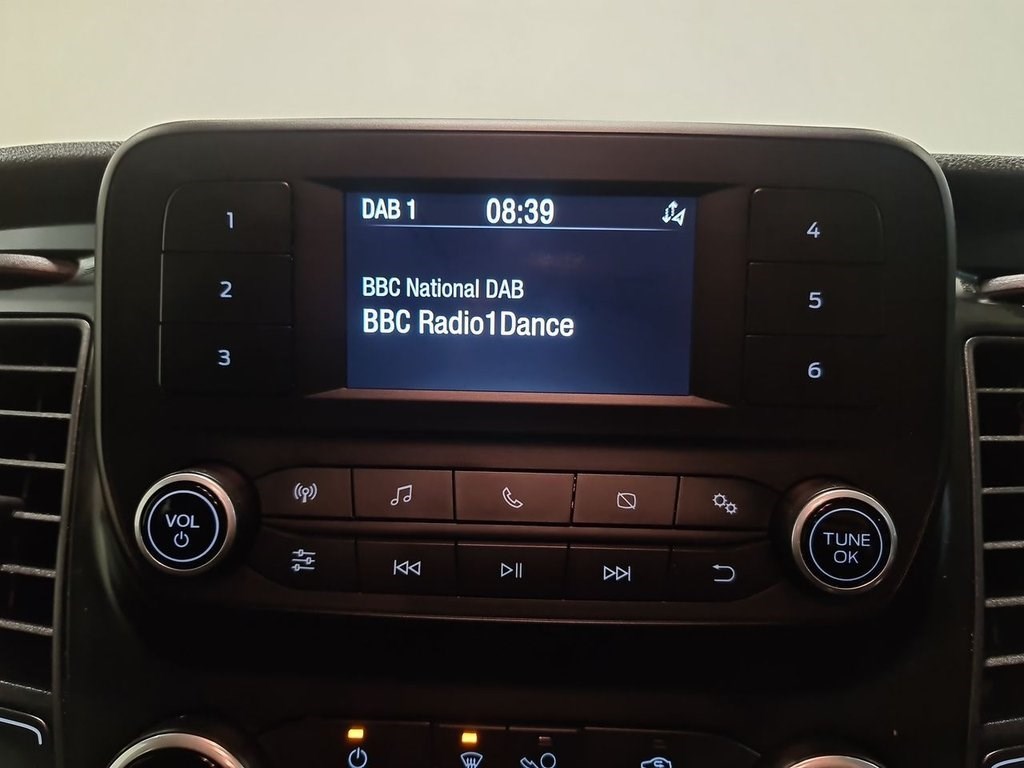 DAB 1 08:39
BBC National DAB
BBC Radio1Dance
1
2
3
4
5
6
VOL
TUNE
OK